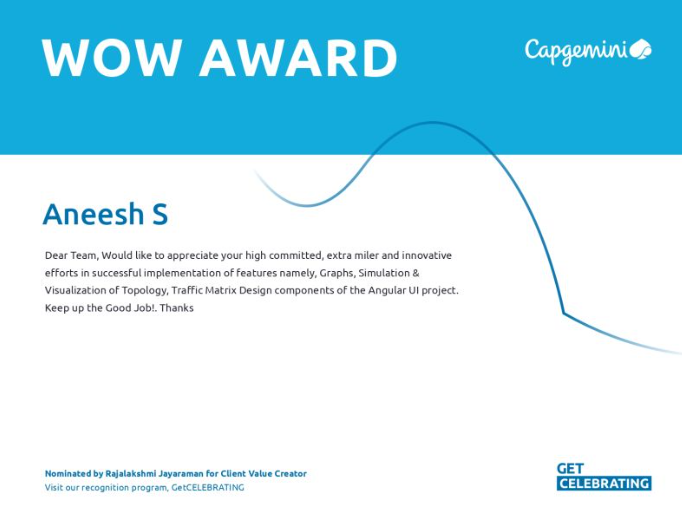 WOW AWARD
Capgemini
Aneesh S
Dear Team, Would like to appreciate your high committed, extra miler and innovative
efforts in successful implementation of features namely, Graphs, Simulation &
Visualization of Topology, Traffic Matrix Design components of the Angular UI project.
Keep up the Good Job!. Thanks
Nominated by Rajalakshmi Jayaraman for Client Value Creator
Visit our recognition program, GetCELEBRATING
GET
CELEBRATING